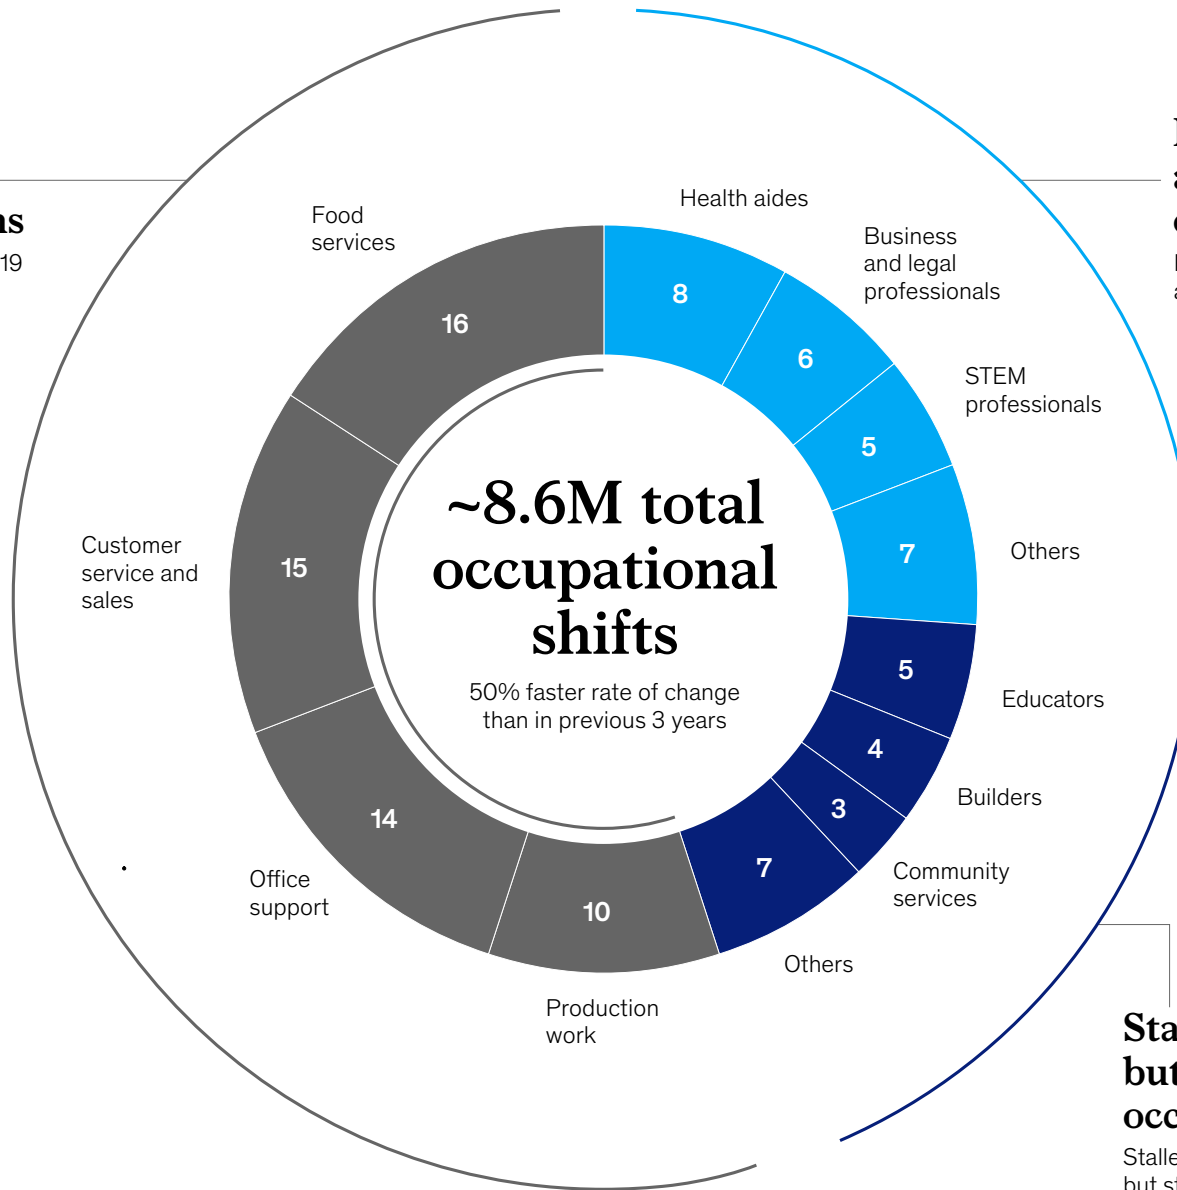 ns
19
Food
services
16
Health aides
8
Business
and legal
professionals
6
STEM
professionals
5
Others
7
Customer
service and
sales
15
~8.6M total
occupational
shifts
50% faster rate of change
than in previous 3 years
Educators
5
Builders
4
Community
services
3
Others
7
Office
support
14
Production
work
10
Sta
but
occ
Stalle
but st